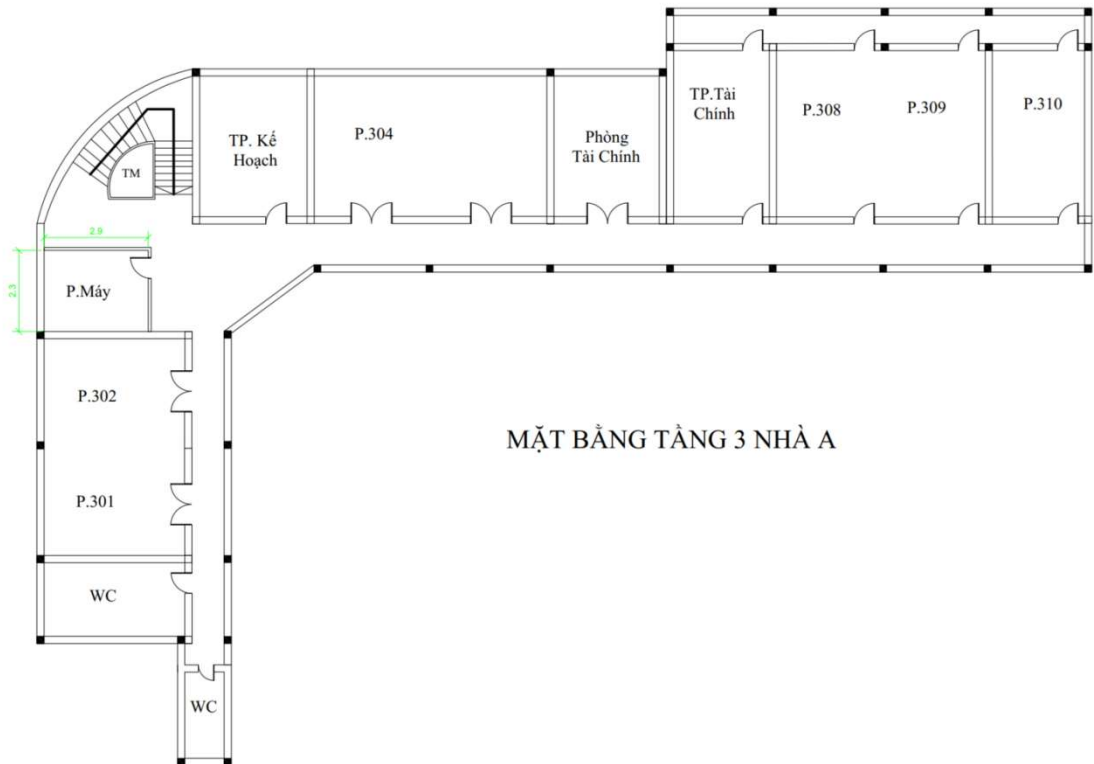 TP.Tài
Chính
P.308
P.309
P.310
TP. Kế
Hoạch
P.304
Phòng
Tài Chính
TM
2.9
2.3
P.Máy
P.302
MẶT BẰNG TẦNG 3 NHÀ A
P.301
WC
WC